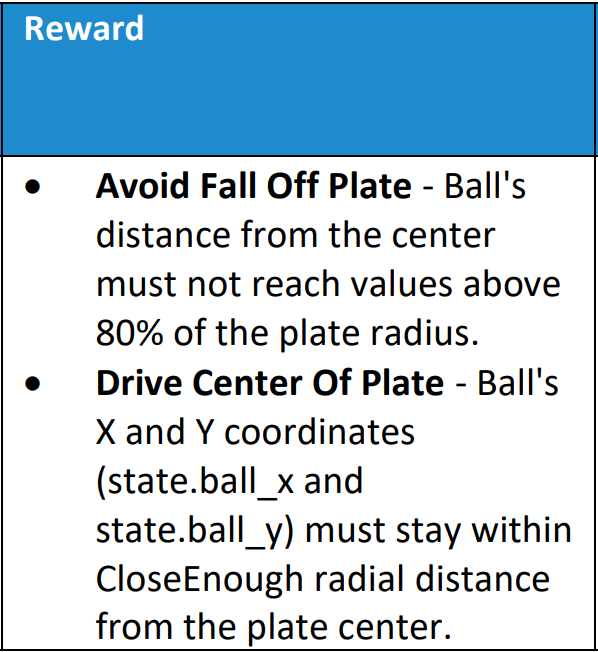 Reward
• Avoid Fall Off Plate - Ball's
distance from the center
must not reach values above
80% of the plate radius.
• Drive Center Of Plate - Ball's
X and Y coordinates
(state.ball_x and
state.ball_y) must stay within
CloseEnough radial distance
from the plate center.